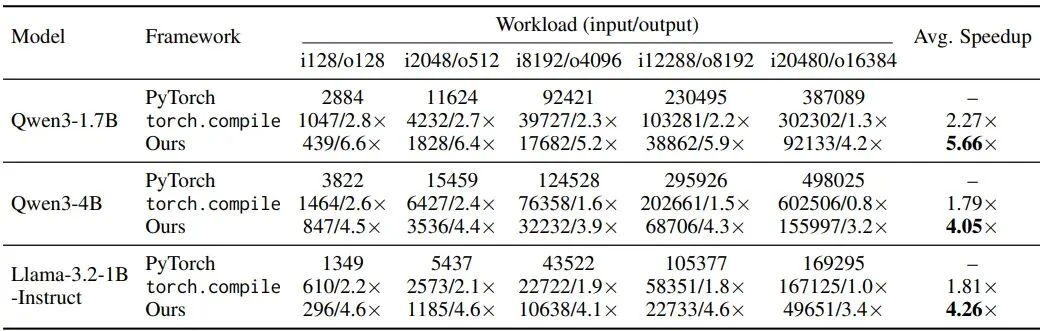 Model Framework Workload (input/output) Avg. Speedup
i128/o128 i2048/o512 i8192/o4096 i12288/o8192 i20480/o16384
Qwen3-1.7B
PyTorch 2884 11624 92421 230495 387089 –
torch.compile 1047/2.8× 4232/2.7× 39727/2.3× 103281/2.2× 302302/1.3× 2.27×
Ours 439/6.6× 1828/6.4× 17682/5.2× 38862/5.9× 92133/4.2× 5.66×
Qwen3-4B
PyTorch 3822 15459 124528 295926 498025 –
torch.compile 1464/2.6× 6427/2.4× 76358/1.6× 202661/1.5× 602506/0.8× 1.79×
Ours 847/4.5× 3536/4.4× 32232/3.9× 68706/4.3× 155997/3.2× 4.05×
Llama-3.2-1B
-Instruct
PyTorch 1349 5437 43522 105377 169295 –
torch.compile 610/2.2× 2573/2.1× 22722/1.9× 58351/1.8× 167125/1.0× 1.81×
Ours 296/4.6× 1185/4.6× 10638/4.1× 22733/4.6× 49651/3.4× 4.26×